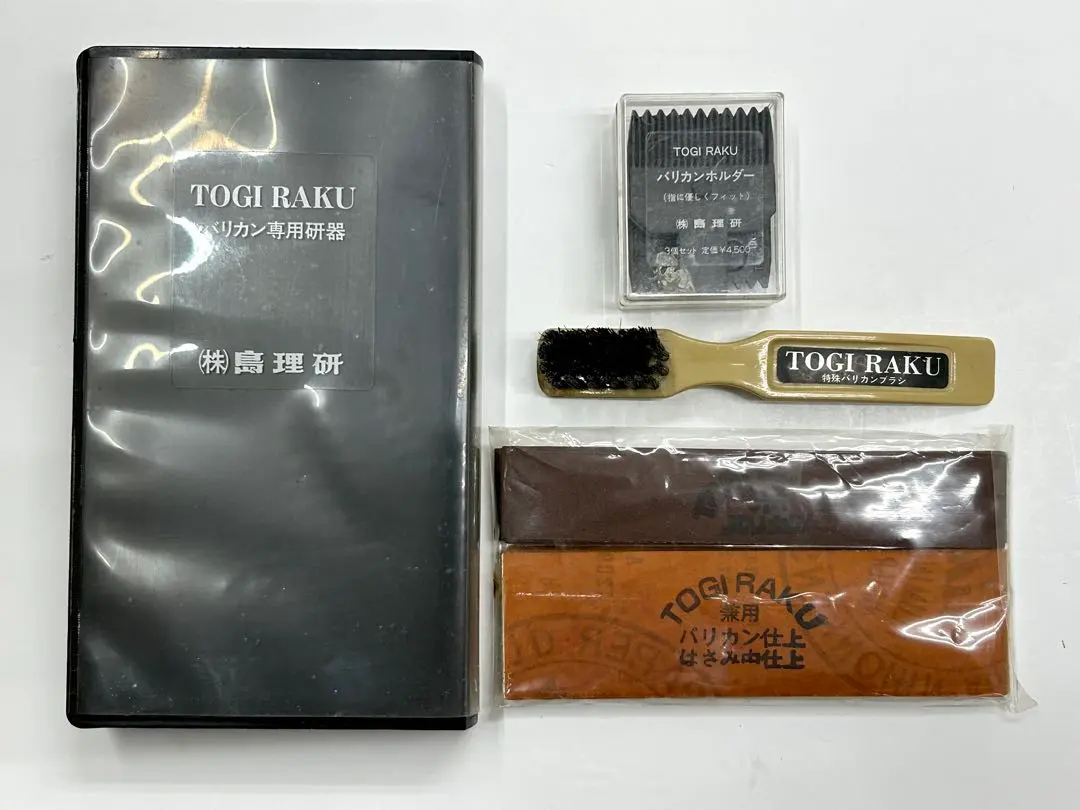 TOGI RAKU
バリカン専用研器
㈱島理研
TOGI RAKU
バリカンホルダー
(指に優しくフィット)
㈱島理研
3個セット 定価¥4,500
TOGI RAKU
特殊バリカンブラシ
TOGI RAKU
兼用
バリカン仕上
はさみ中仕上